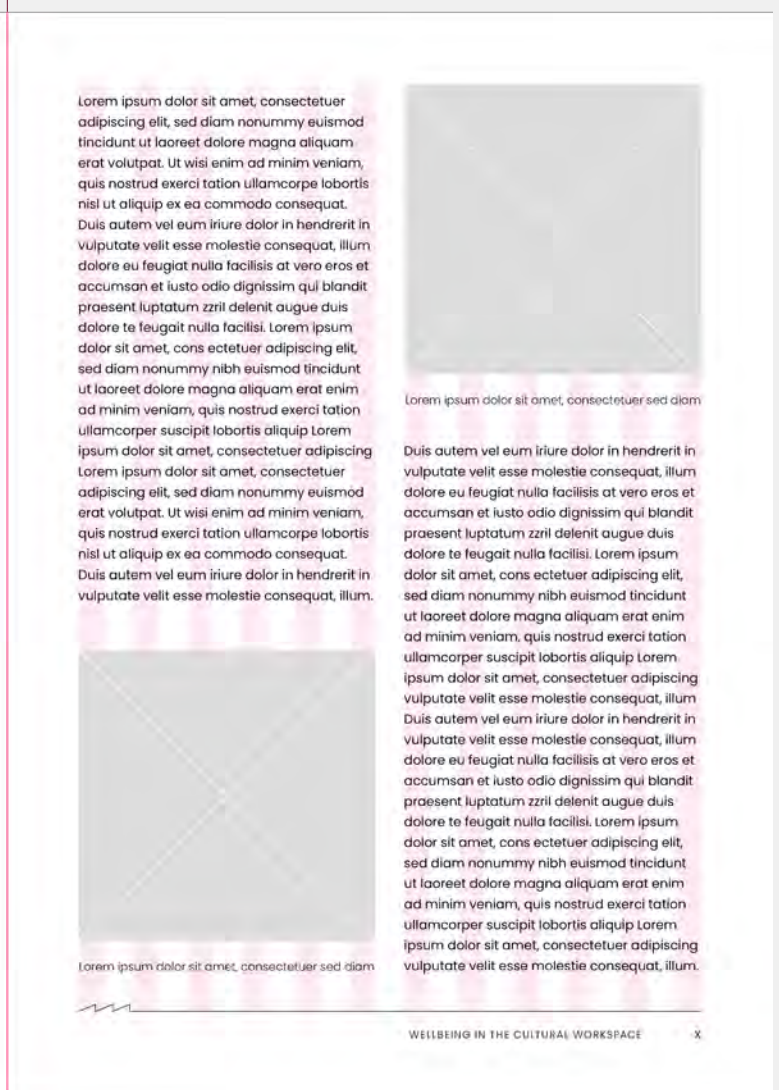 Lorem ipsum dolor sit amet, consectetuer
adipiscing elit, sed diam nonummy euismod
tincidunt ut laoreet dolore magna aliquam
erat volutpat. Ut wisi enim ad minim veniam,
quis nostrud exerci tation ullamcorpe lobortis
nisl ut aliquip ex ea commodo consequat.
Duis autem vel eum iriure dolor in hendrerit in
vulputate velit esse molestie consequat, illum
dolore eu feugiat nulla facilisis at vero eros et
accumsan et iusto odio dignissim qui blandit
praesent luptatum zzril delenit augue duis
dolore te feugait nulla facilisi. Lorem ipsum
dolor sit amet, cons ectetuer adipiscing elit,
sed diam nonummy nibh euismod tincidunt
ut laoreet dolore magna aliquam erat enim
ad minim veniam, quis nostrud exerci tation
ullamcorper suscipit lobortis aliquip Lorem
ipsum dolor sit amet, consectetuer adipiscing
Lorem ipsum dolor sit amet, consectetuer
adipiscing elit, sed diam nonummy euismod
erat volutpat. Ut wisi enim ad minim veniam,
quis nostrud exerci tation ullamcorpe lobortis
nisl ut aliquip ex ea commodo consequat.
Duis autem vel eum iriure dolor in hendrerit in
vulputate velit esse molestie consequat, illum.
Lorem ipsum dolor sit amet, consectetuer sed diam
Lorem ipsum dolor sit amet, consectetuer sed diam
Duis autem vel eum iriure dolor in hendrerit in
vulputate velit esse molestie consequat, illum
dolore eu feugiat nulla facilisis at vero eros et
accumsan et iusto odio dignissim qui blandit
praesent luptatum zzril delenit augue duis
dolore te feugait nulla facilisi. Lorem ipsum
dolor sit amet, cons ectetuer adipiscing elit,
sed diam nonummy nibh euismod tincidunt
ut laoreet dolore magna aliquam erat enim
ad minim veniam, quis nostrud exerci tation
ullamcorper suscipit lobortis aliquip Lorem
ipsum dolor sit amet, consectetuer adipiscing
vulputate velit esse molestie consequat, illum
Duis autem vel eum iriure dolor in hendrerit in
vulputate velit esse molestie consequat, illum
dolore eu feugiat nulla facilisis at vero eros et
accumsan et iusto odio dignissim qui blandit
praesent luptatum zzril delenit augue duis
dolore te feugait nulla facilisi. Lorem ipsum
dolor sit amet, cons ectetuer adipiscing elit,
sed diam nonummy nibh euismod tincidunt
ut laoreet dolore magna aliquam erat enim
ad minim veniam, quis nostrud exerci tation
ullamcorper suscipit lobortis aliquip Lorem
ipsum dolor sit amet, consectetuer adipiscing
vulputate velit esse molestie consequat, illum.
WELLBEING IN THE CULTURAL WORKSPACE X